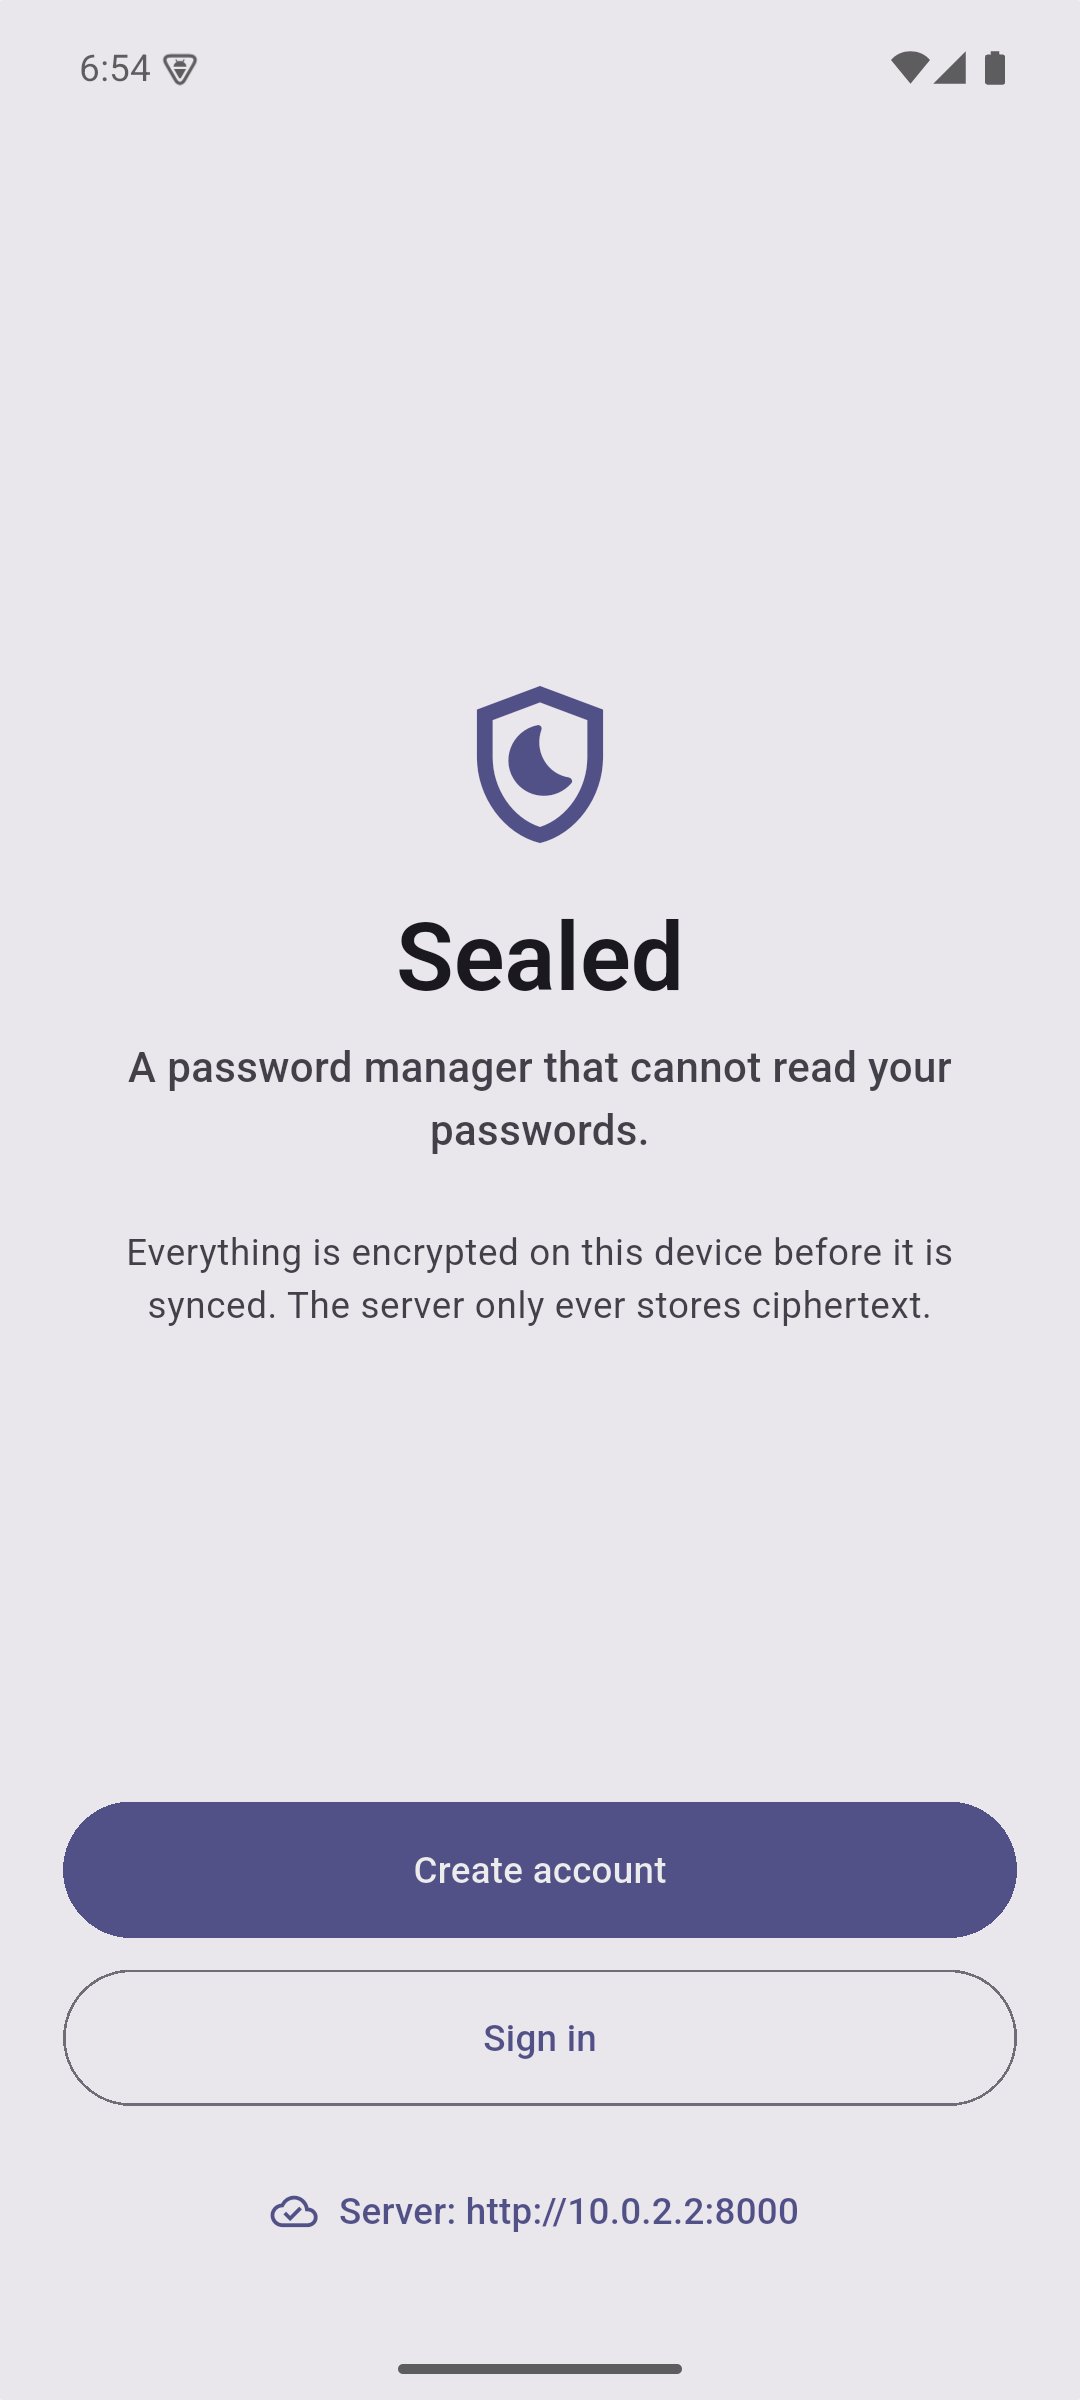 6:54
Sealed
A password manager that cannot read your
passwords.
Everything is encrypted on this device before it is
synced. The server only ever stores ciphertext.
Create account
Sign in
Server: http://10.0.2.2:8000